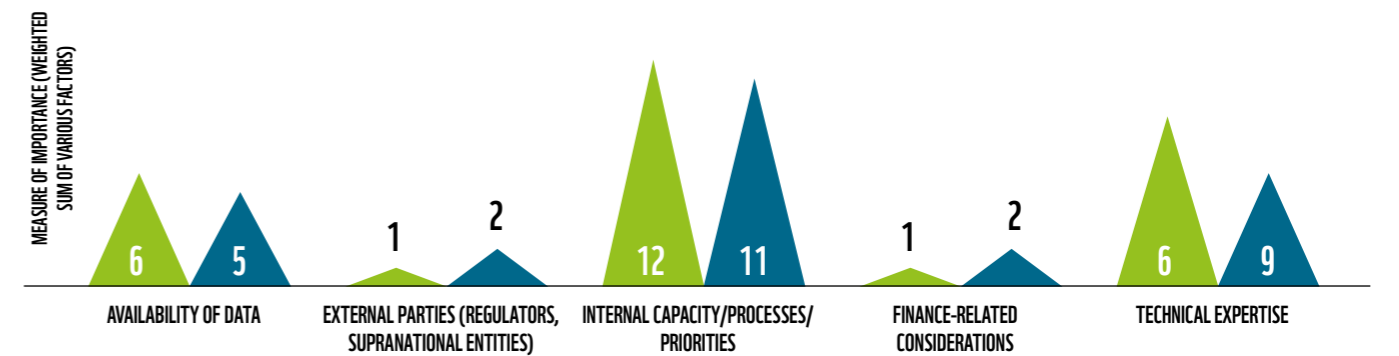 MEASURE OF IMPORTANCE (WEIGHTED
SUM OF VARIOUS FACTORS)
6
5
1
2
12
11
1
2
6
9
AVAILABILITY OF DATA
EXTERNAL PARTIES (REGULATORS,
SUPRANATIONAL ENTITIES)
INTERNAL CAPACITY/PROCESSES/
PRIORITIES
FINANCE-RELATED
CONSIDERATIONS
TECHNICAL EXPERTISE